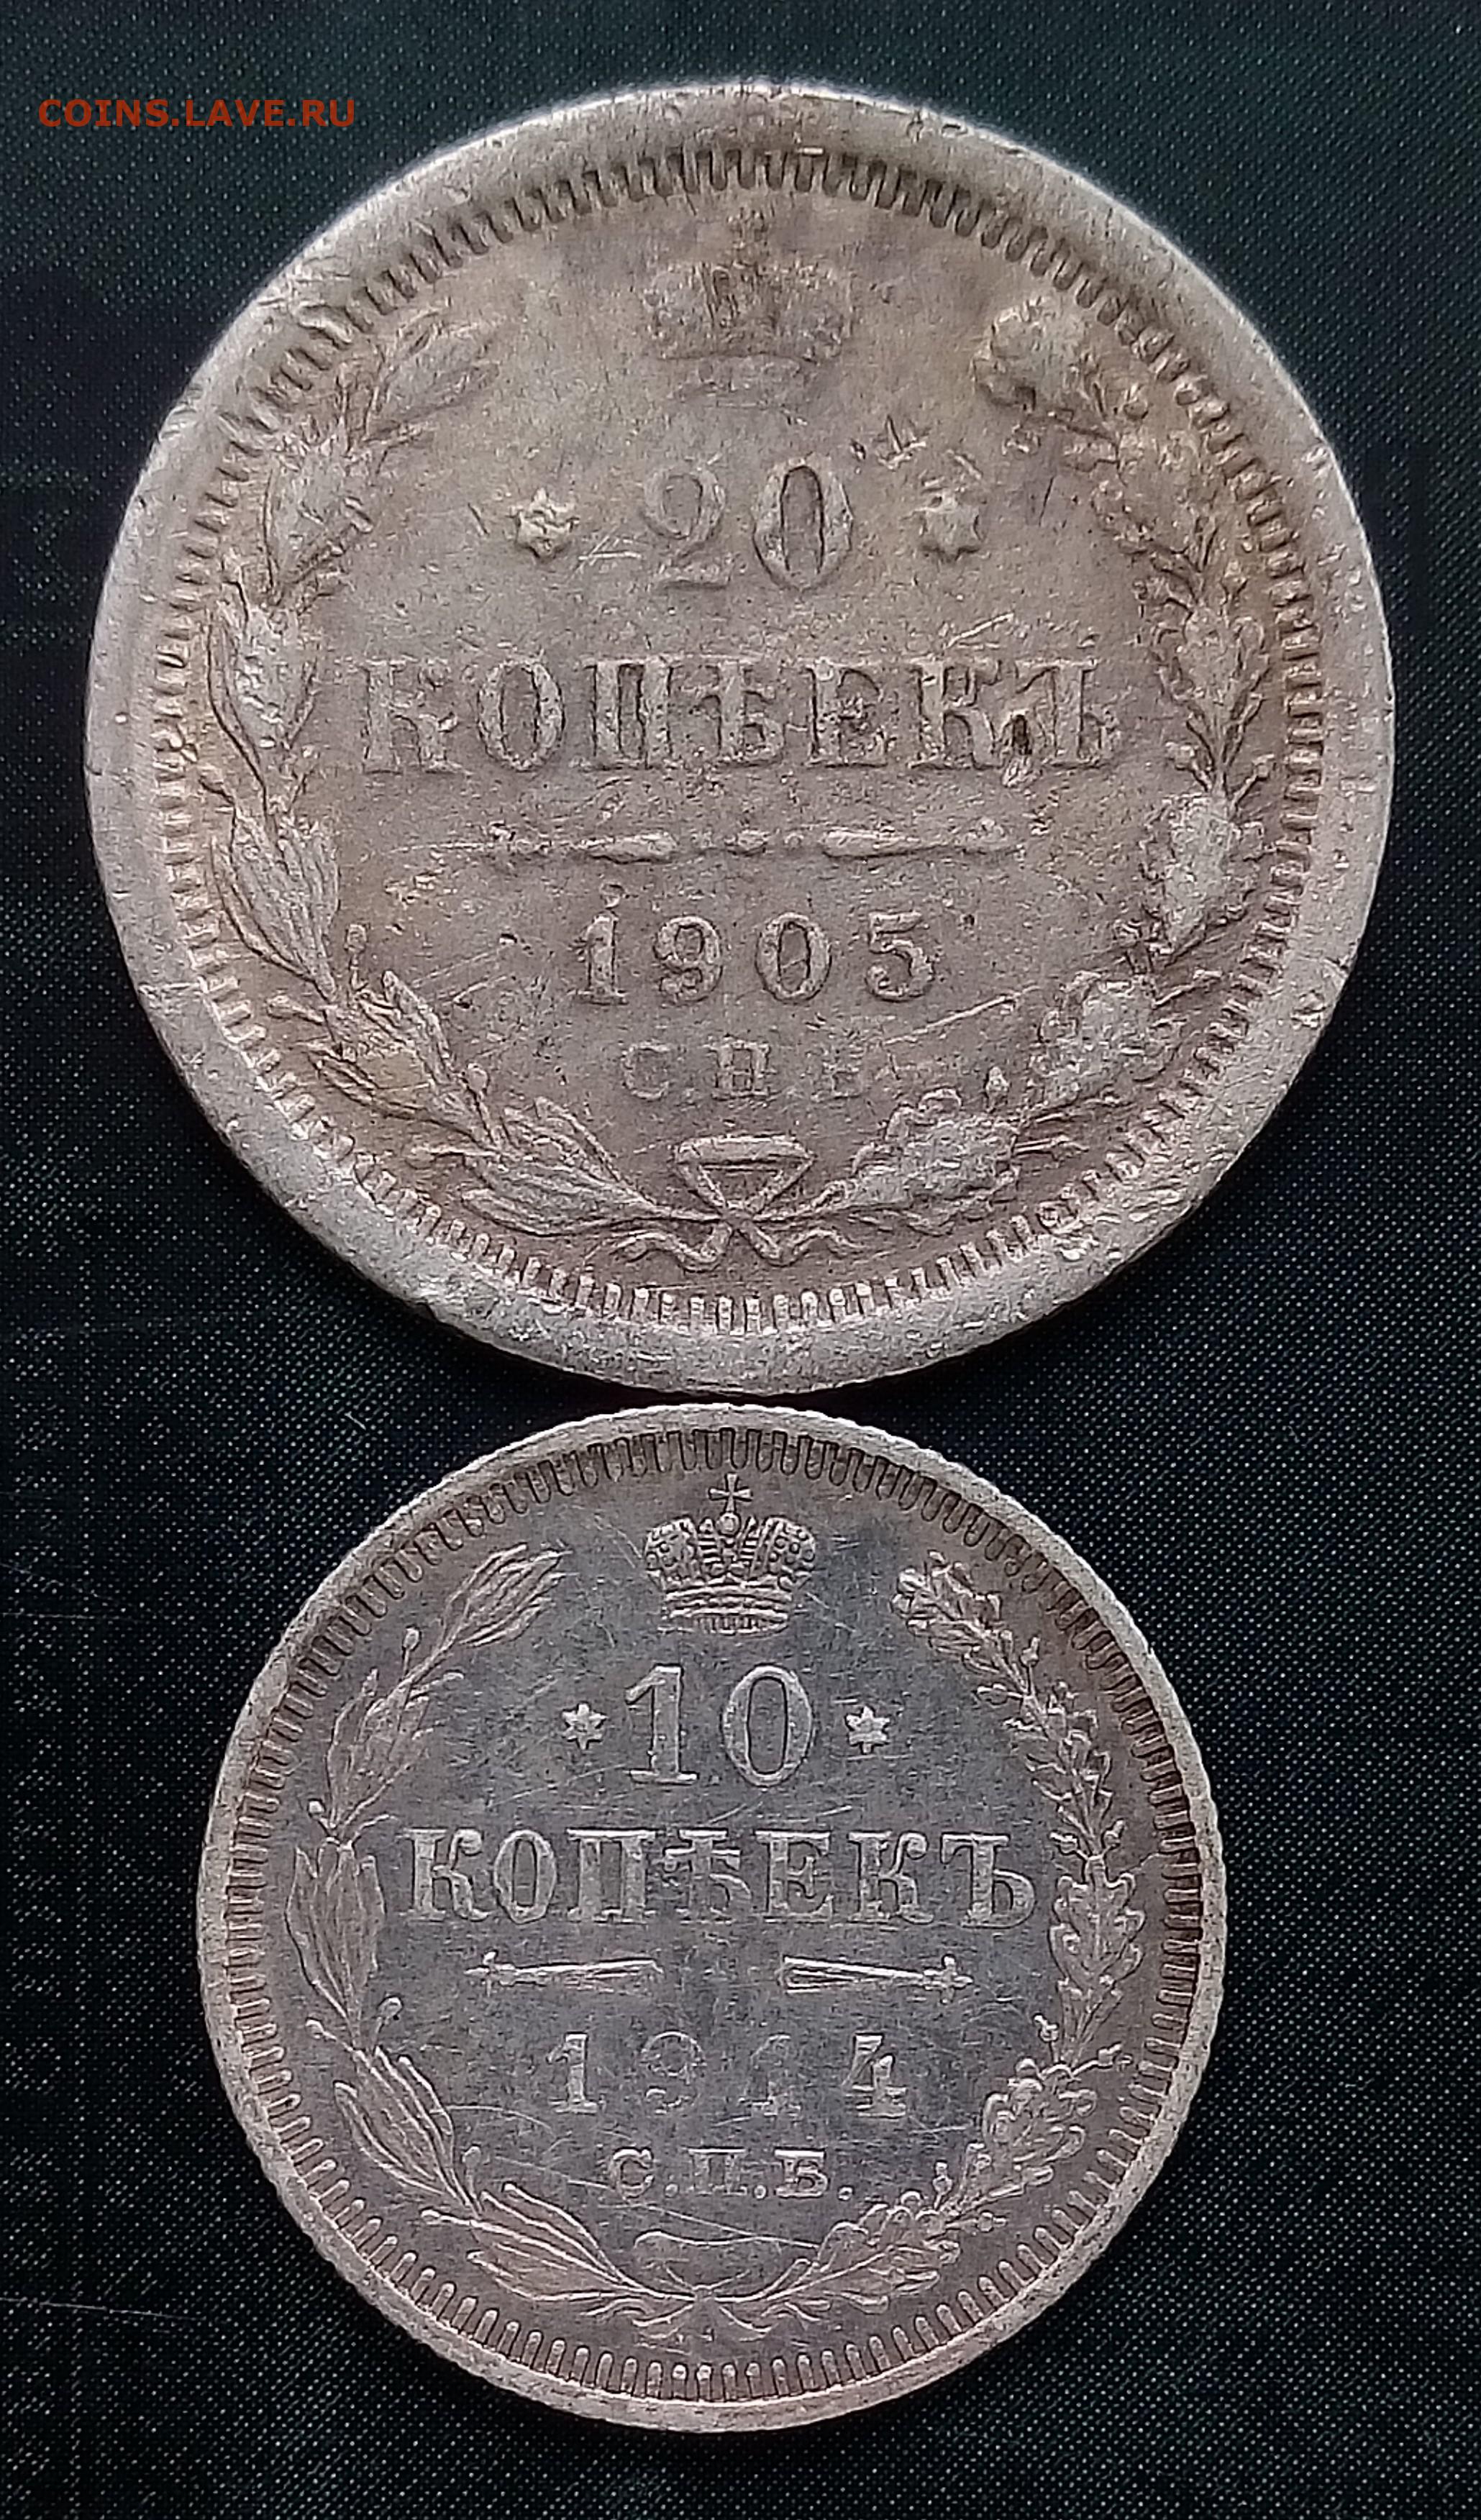 COINS.LAVE.RU
20
КОПѢЕКЪ
1905
С.П.Б.
10
КОПѢЕКЪ
1914
С.П.Б.